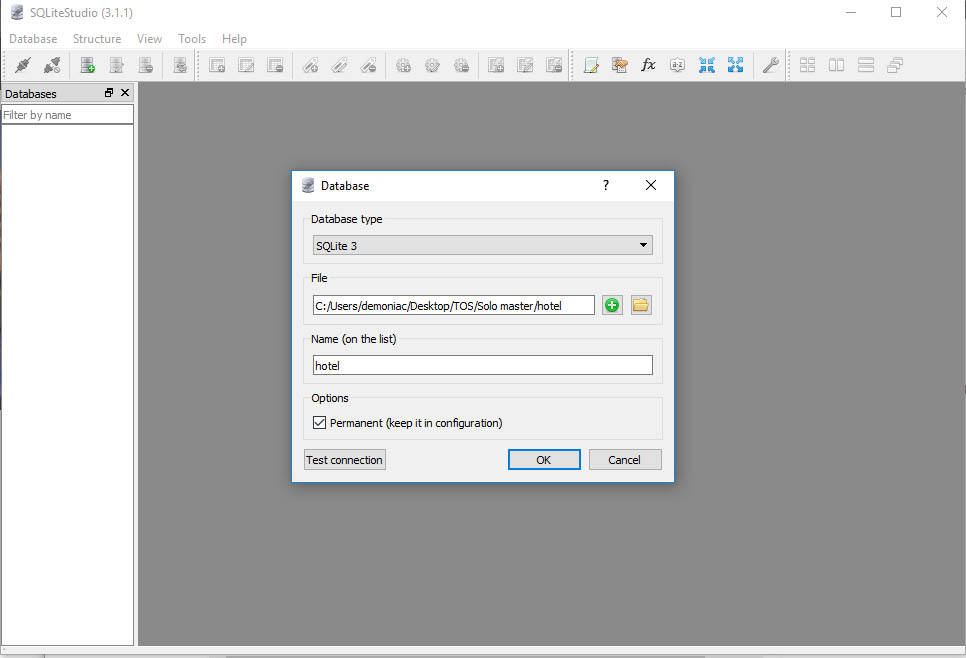 SQLiteStudio (3.1.1)
Database Structure View Tools Help
fx a-z
Databases
Filter by name
Database ?
Database type
SQLite 3
File
C:/Users/demoniac/Desktop/TOS/Solo master/hotel
Name (on the list)
hotel
Options
Permanent (keep it in configuration)
Test connection OK Cancel